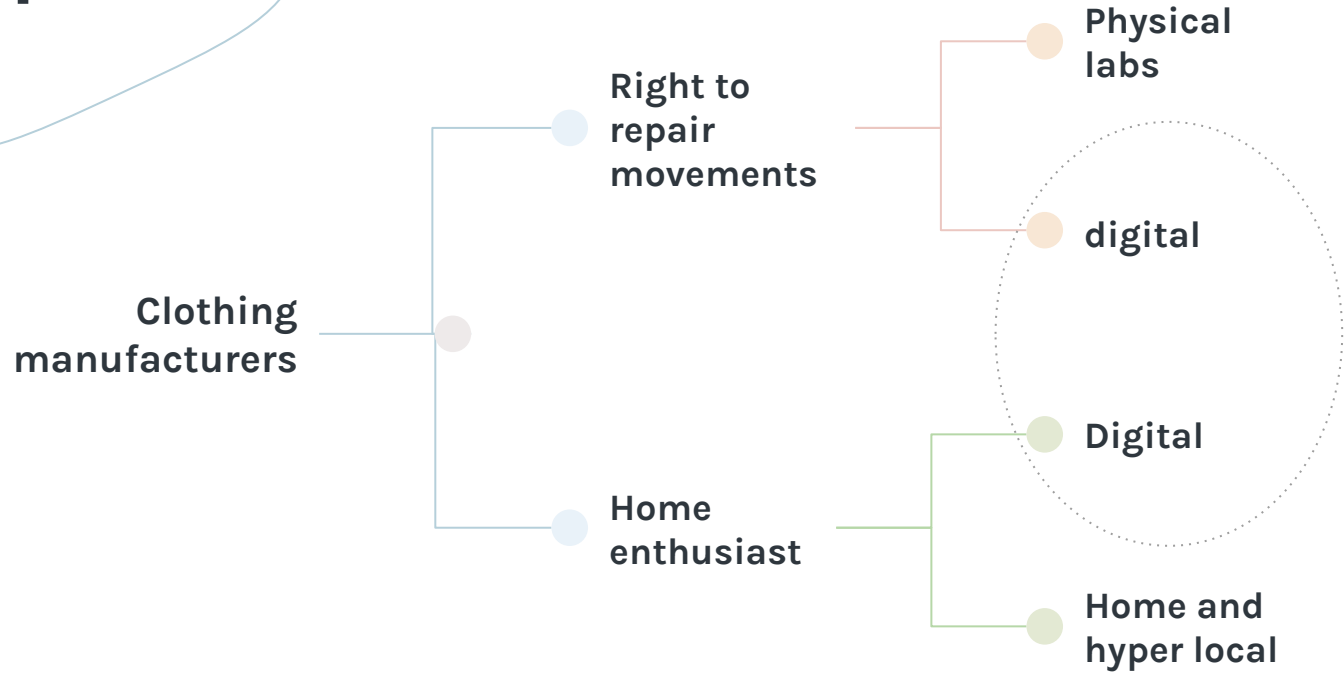 Physical
labs
Right to
repair
movements
digital
Clothing
manufacturers
Digital
Home
enthusiast
Home and
hyper local